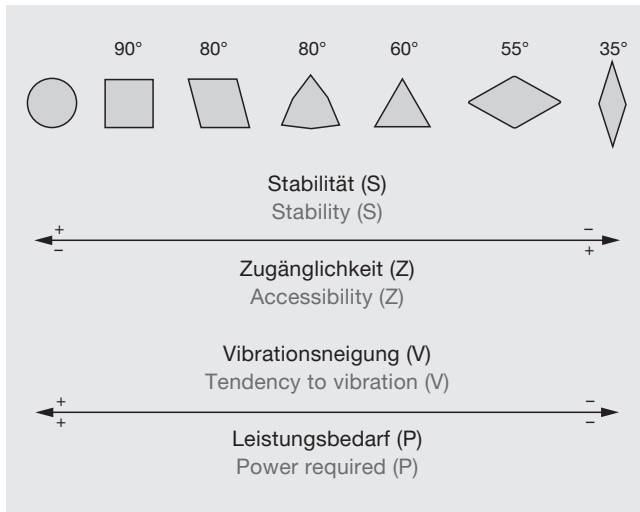 90° 80° 80° 60° 55° 35°
Stabilität (S)
Stability (S)
+ −
− +
Zugänglichkeit (Z)
Accessibility (Z)
Vibrationsneigung (V)
Tendency to vibration (V)
+ −
+ −
Leistungsbedarf (P)
Power required (P)